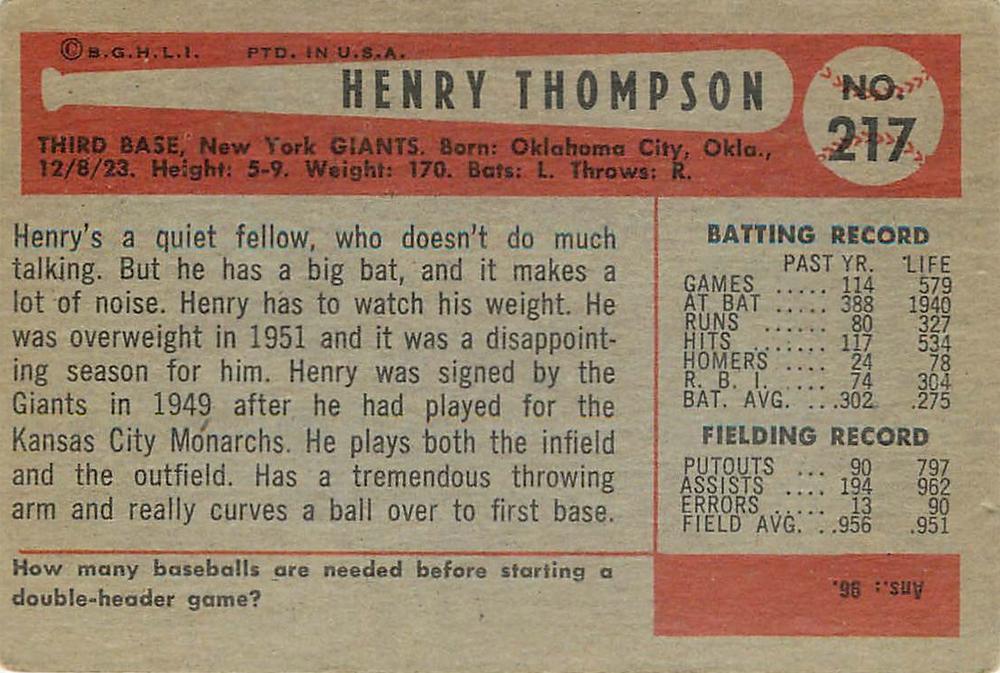 © B.G.H.L.I. PTD. IN U.S.A.
HENRY THOMPSON
NO.
217
THIRD BASE, New York GIANTS. Born: Oklahoma City, Okla.,
12/8/23. Height: 5-9. Weight: 170. Bats: L. Throws: R.
Henry's a quiet fellow, who doesn't do much
talking. But he has a big bat, and it makes a
lot of noise. Henry has to watch his weight. He
was overweight in 1951 and it was a disappoint-
ing season for him. Henry was signed by the
Giants in 1949 after he had played for the
Kansas City Monarchs. He plays both the infield
and the outfield. Has a tremendous throwing
arm and really curves a ball over to first base.
BATTING RECORD
PAST YR. LIFE
GAMES ..... 114 579
AT BAT ..... 388 1940
RUNS ...... 80 327
HITS ....... 117 534
HOMERS .... 24 78
R. B. I. .... 74 304
BAT. AVG. ...302 .275
FIELDING RECORD
PUTOUTS ... 90 797
ASSISTS .... 194 962
ERRORS ..... 13 90
FIELD AVG. ..956 .951
How many baseballs are needed before starting a
double-header game?
Ans.: 96.